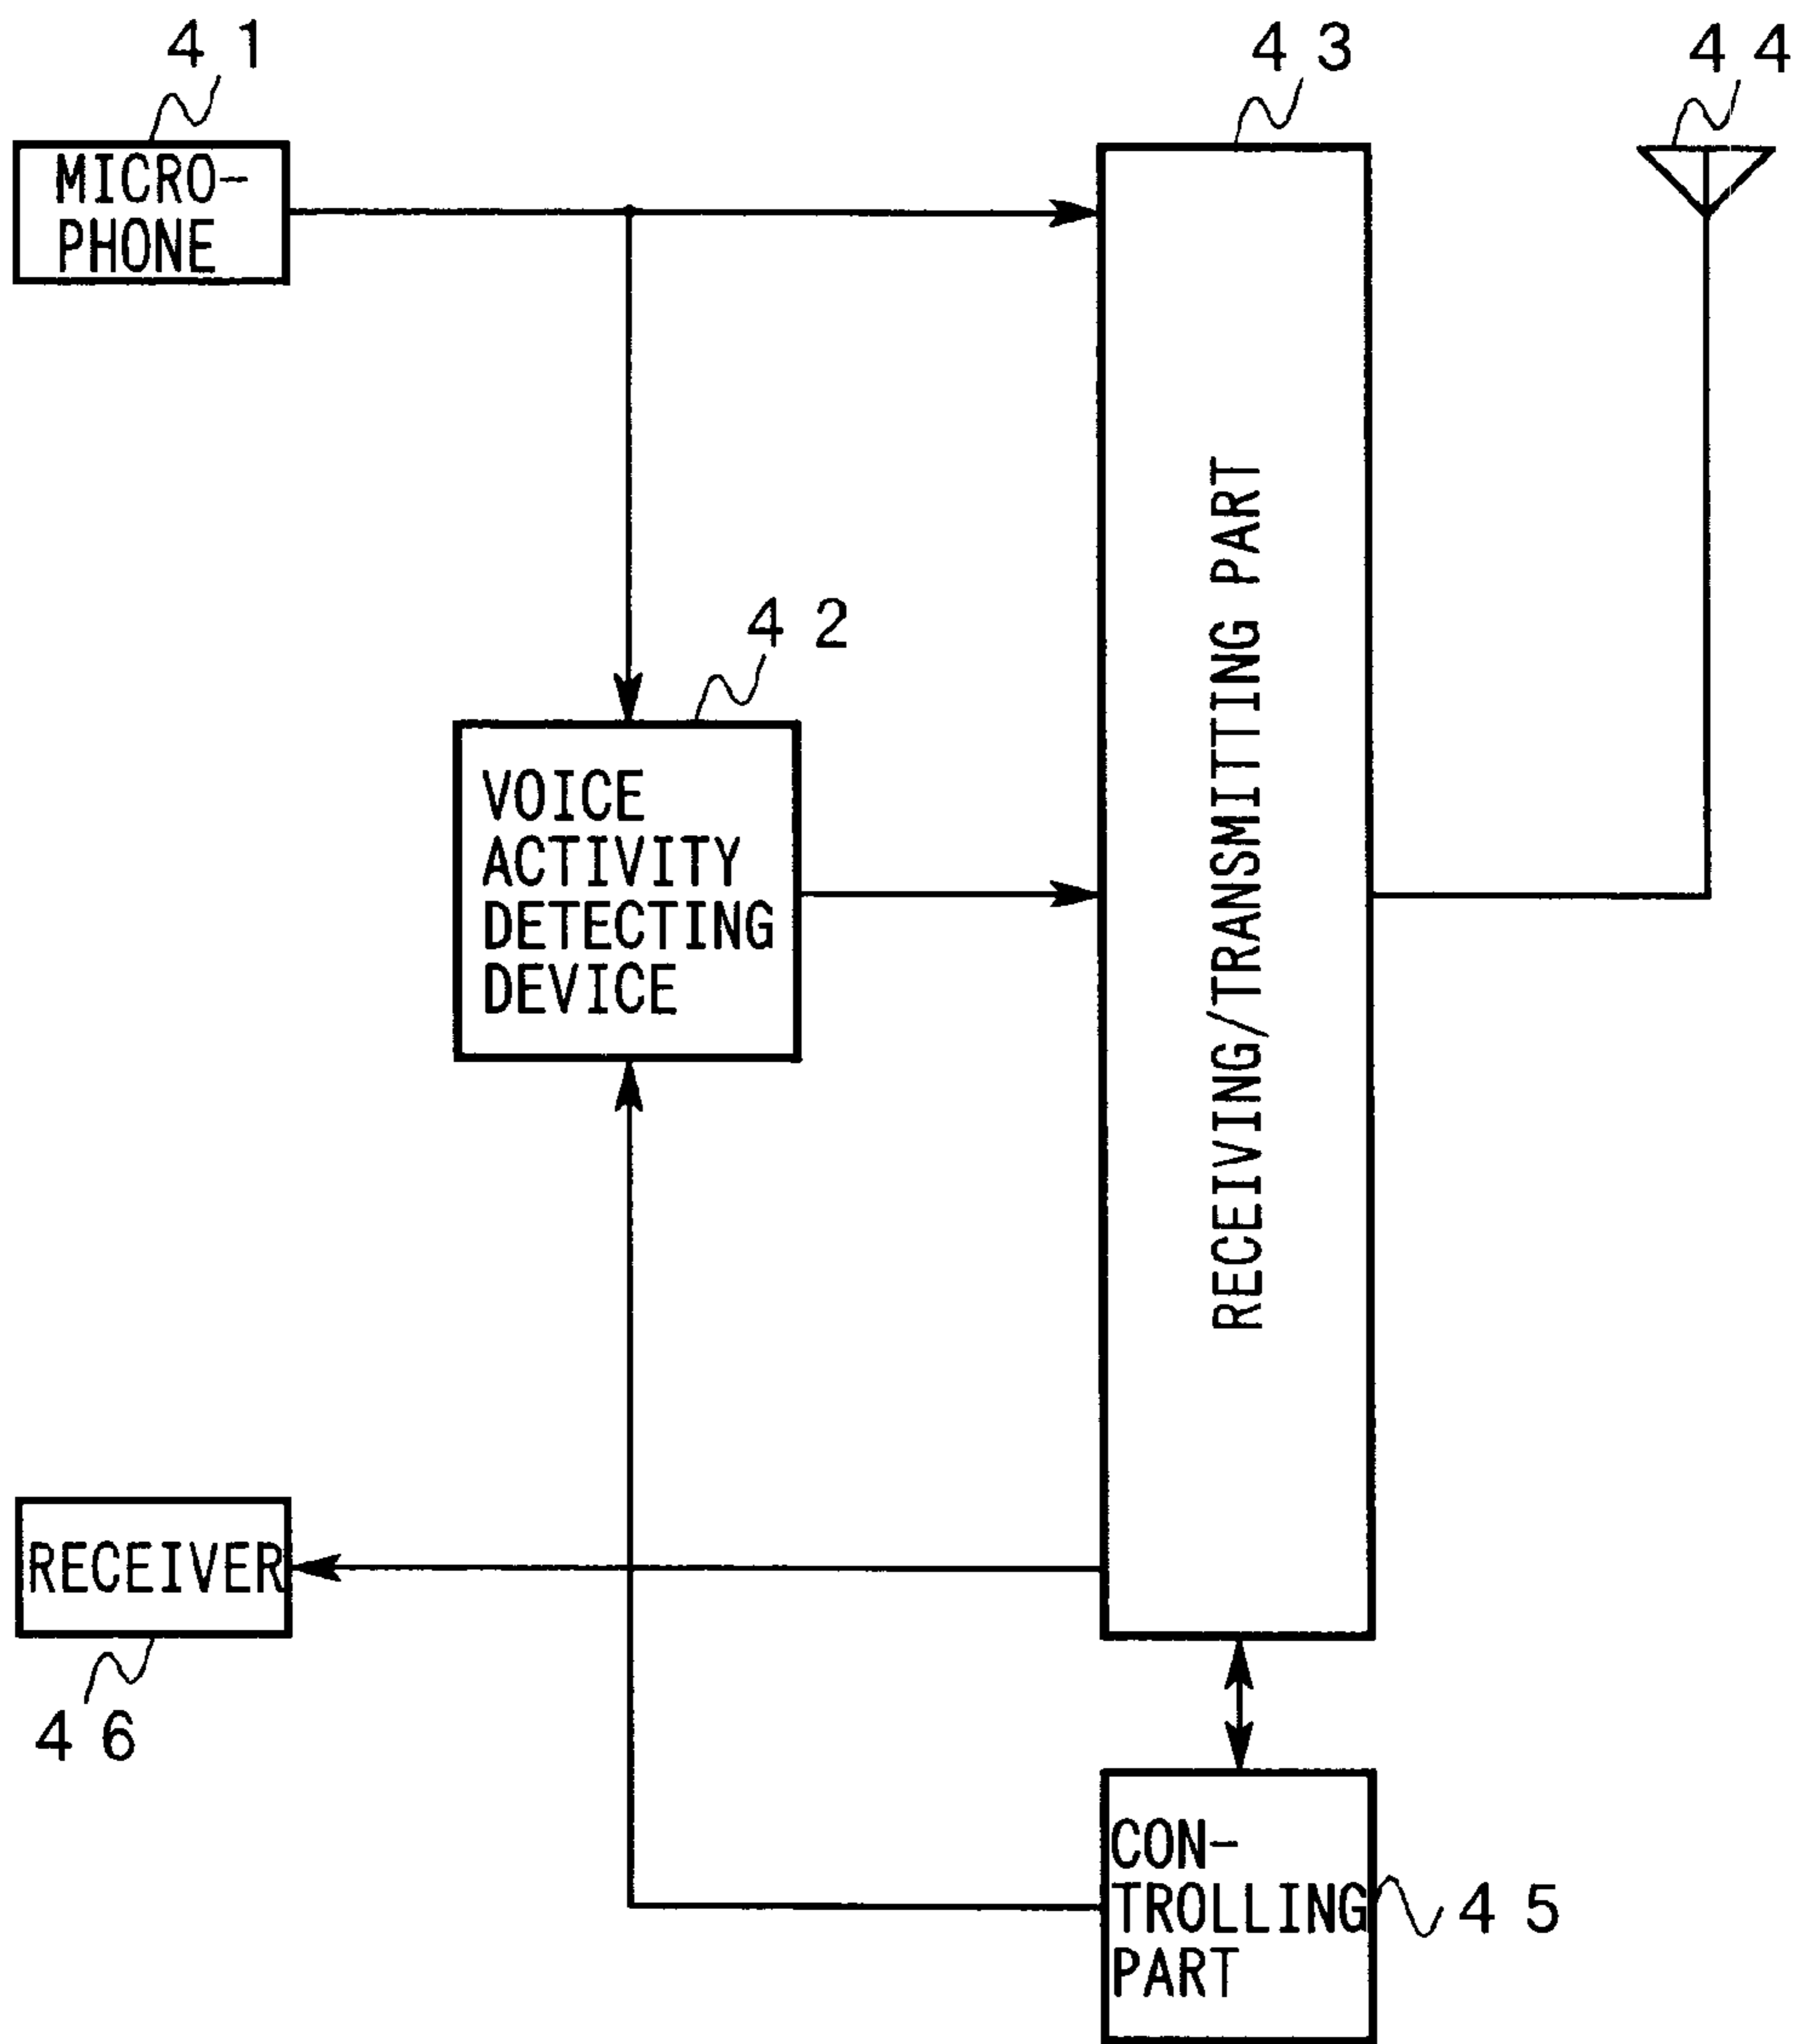 41
43
44
MICRO-
PHONE
42
VOICE
ACTIVITY
DETECTING
DEVICE
RECEIVING/TRANSMITTING PART
RECEIVER
46
CON-
TROLLING
PART
45